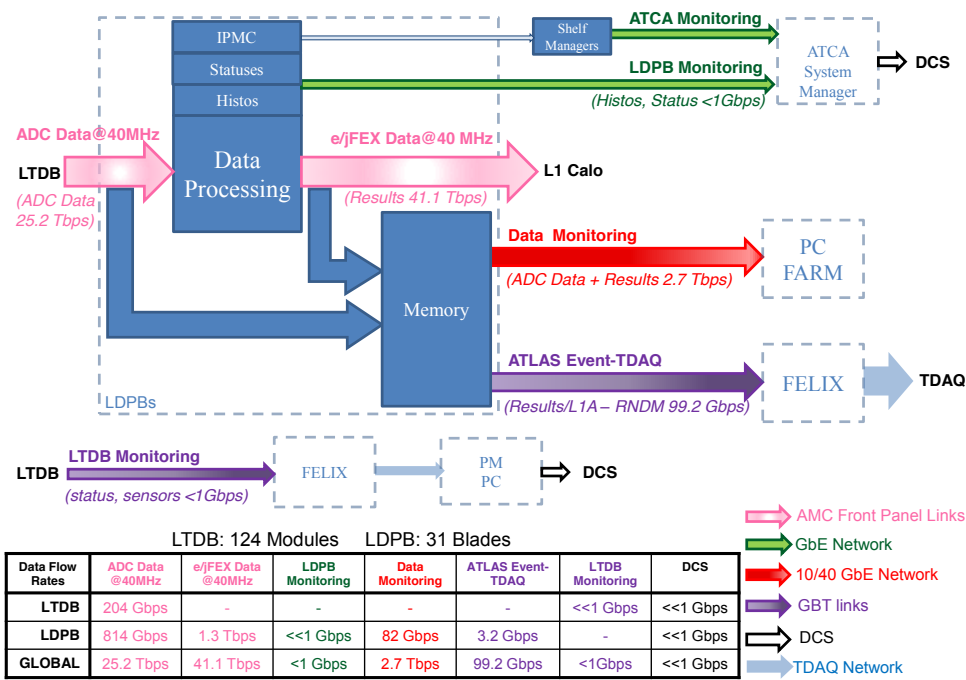 ATCA Monitoring
IPMC
Shelf
Managers
ATCA
System
Manager
DCS
Statuses
LDPB Monitoring
Histos
(Histos, Status <1Gbps)
ADC Data@40MHz
e/jFEX Data@40 MHz
LTDB
Data
Processing
L1 Calo
(ADC Data
25.2 Tbps)
(Results 41.1 Tbps)
Data Monitoring
PC
FARM
(ADC Data + Results 2.7 Tbps)
Memory
ATLAS Event-TDAQ
FELIX
TDAQ
(Results/L1A – RNDM 99.2 Gbps)
LDPBs
LTDB Monitoring
LTDB
FELIX
PM
PC
DCS
(status, sensors <1Gbps)
LTDB: 124 Modules LDPB: 31 Blades
Data Flow Rates ADC Data @40MHz e/jFEX Data @40MHz LDPB Monitoring Data Monitoring ATLAS Event-TDAQ LTDB Monitoring DCS
LTDB 204 Gbps - - - - <<1 Gbps <<1 Gbps
LDPB 814 Gbps 1.3 Tbps <<1 Gbps 82 Gbps 3.2 Gbps - <<1 Gbps
GLOBAL 25.2 Tbps 41.1 Tbps <1 Gbps 2.7 Tbps 99.2 Gbps <1Gbps <<1 Gbps
AMC Front Panel Links
GbE Network
10/40 GbE Network
GBT links
DCS
TDAQ Network